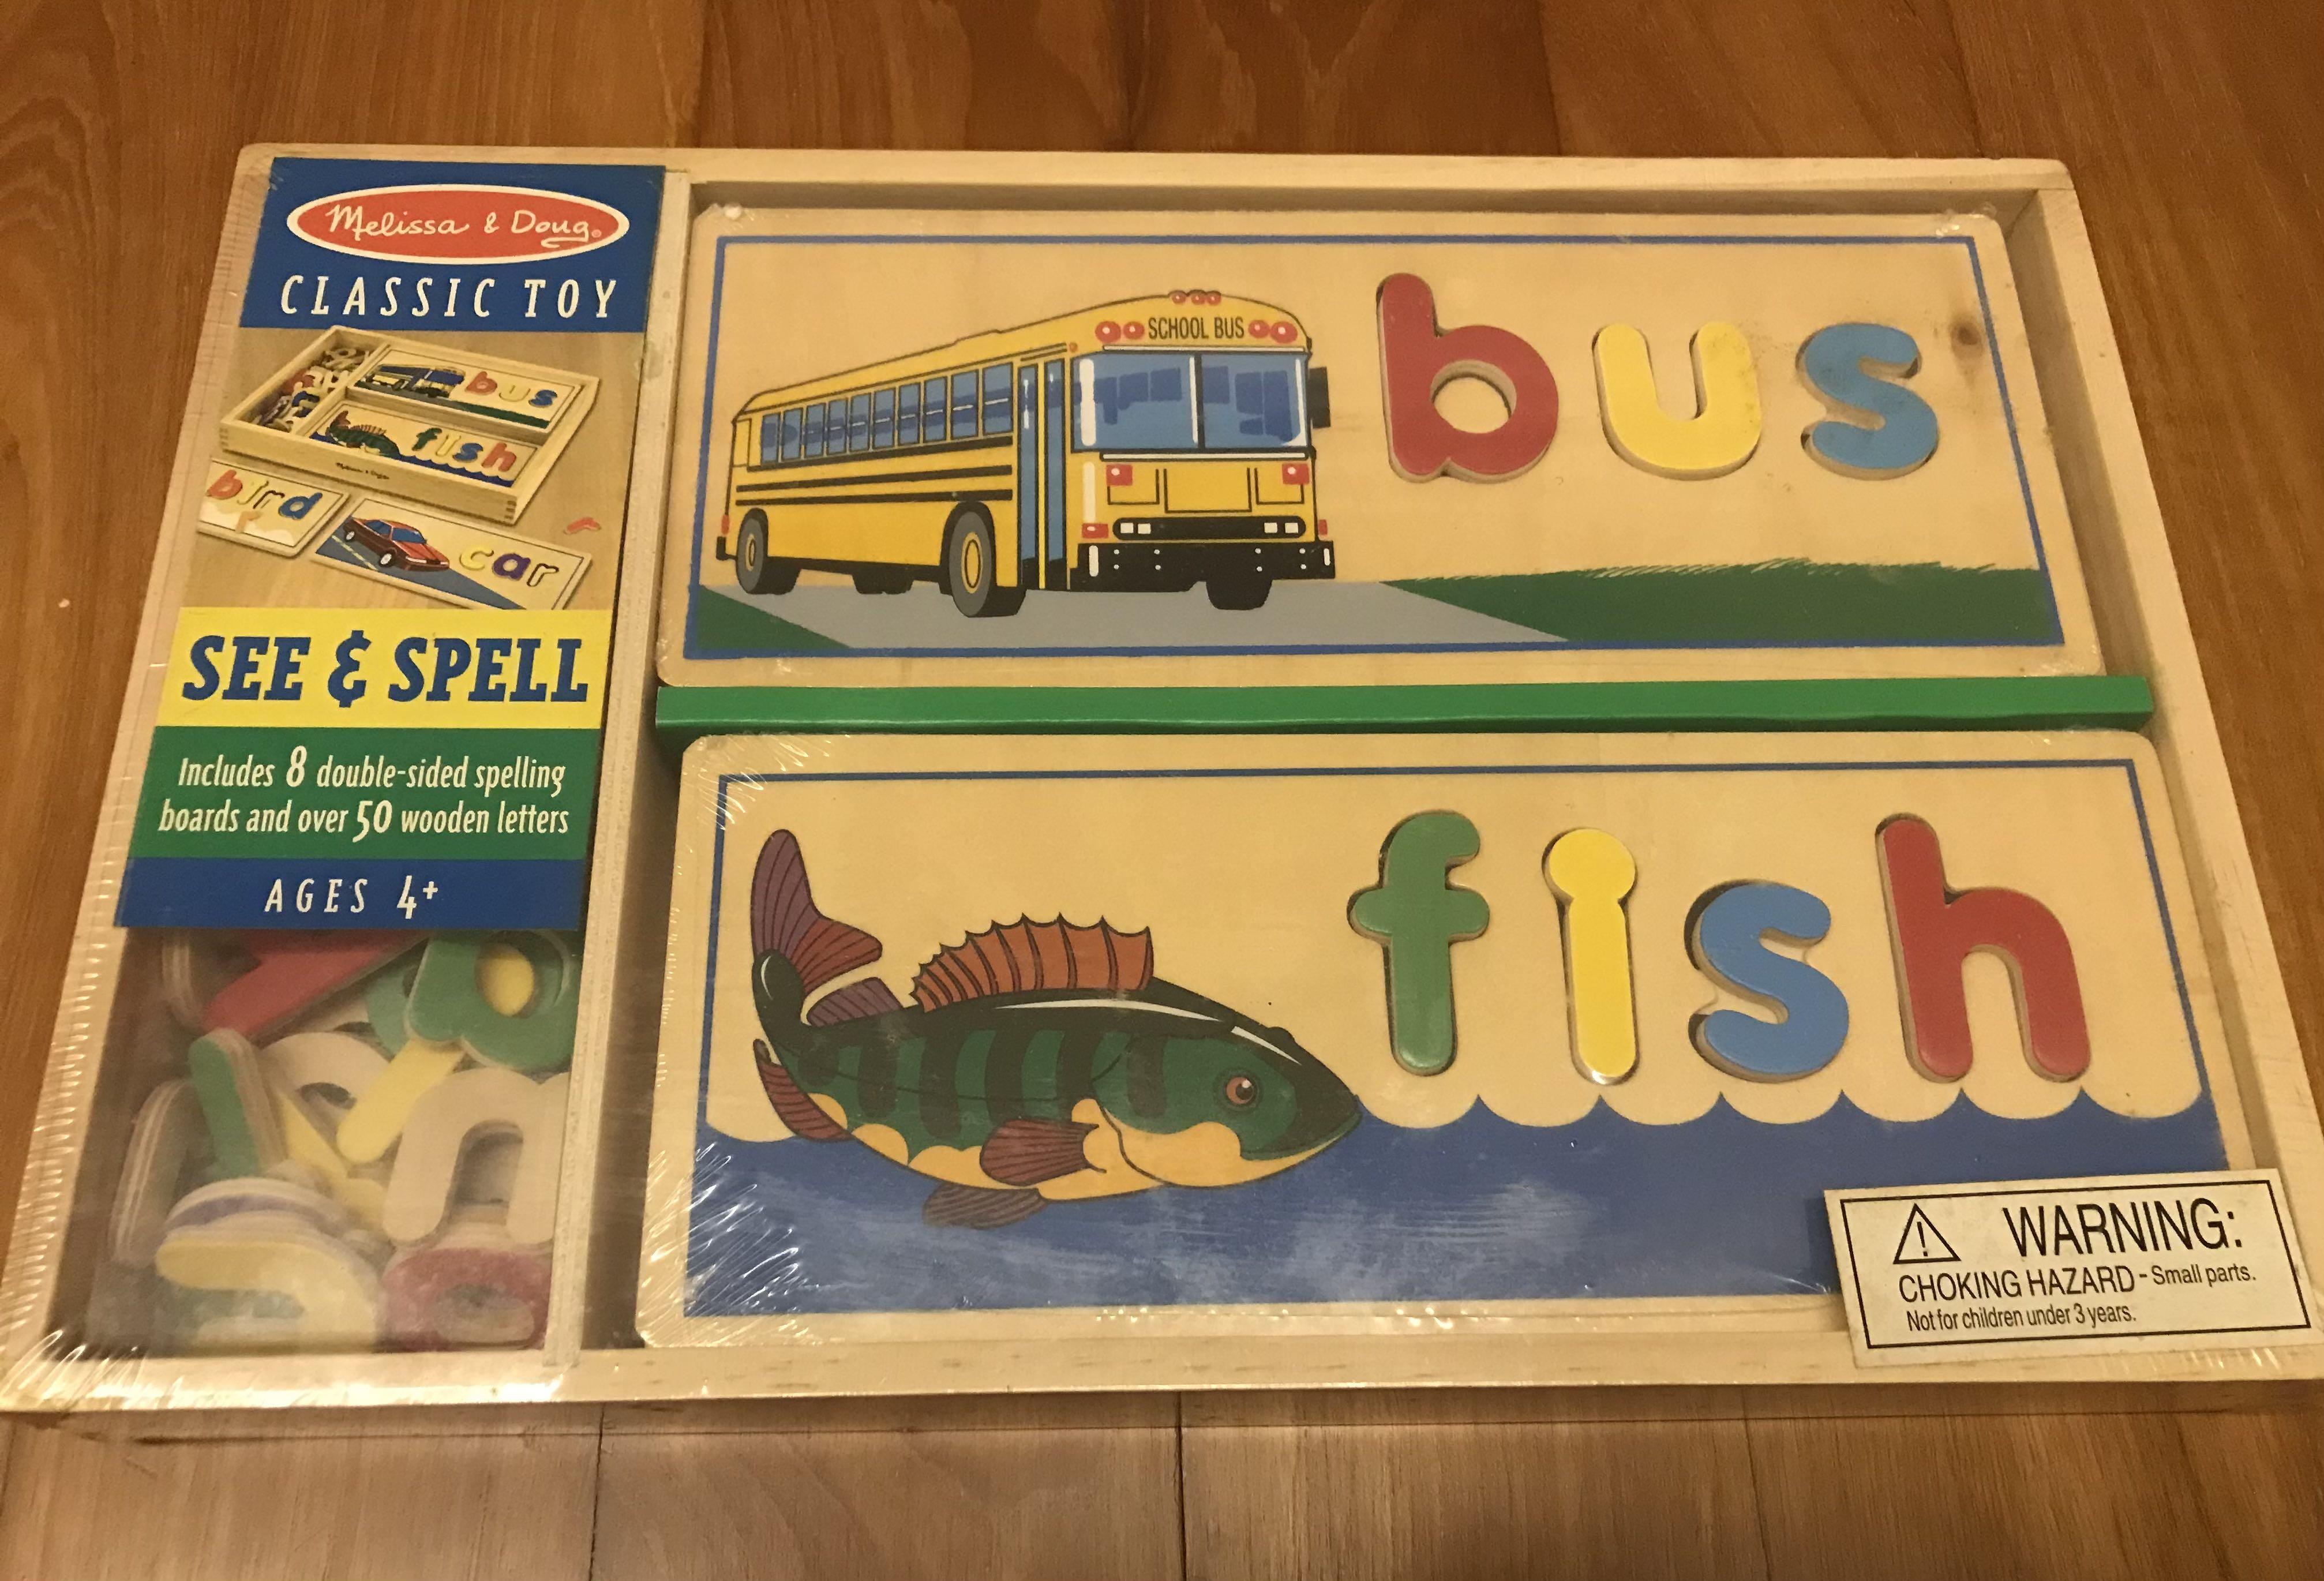 Melissa & Doug
CLASSIC TOY
bus
fish
bird
car
SEE & SPELL
Includes 8 double-sided spelling
boards and over 50 wooden letters
AGES 4+
SCHOOL BUS
bus
fish
WARNING:
CHOKING HAZARD - Small parts.
Not for children under 3 years.